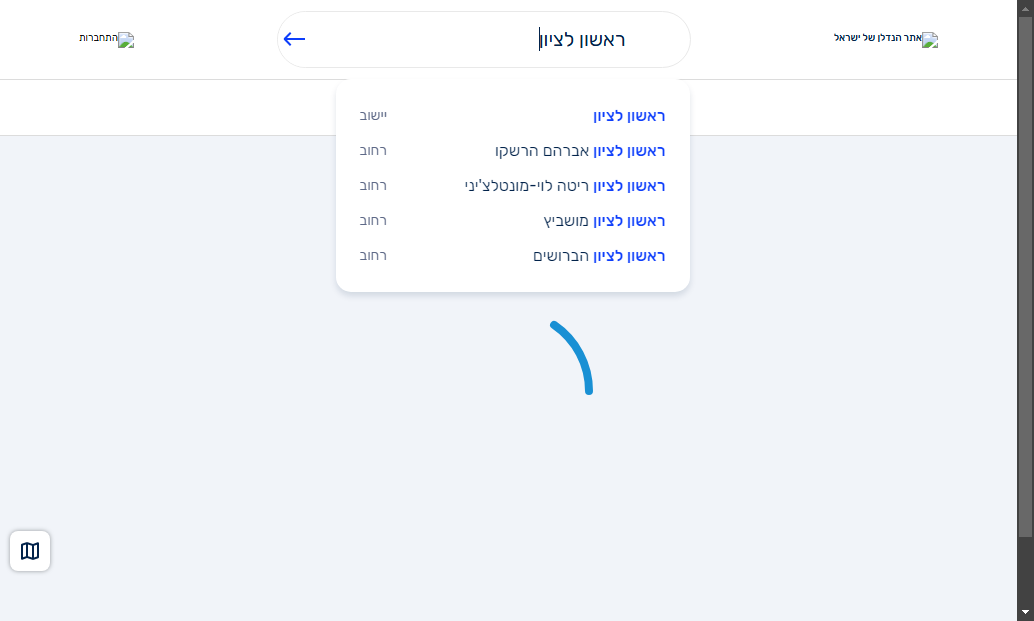 אתר הנדלן של ישראל
ראשון לציון
התחברות
ראשון לציון יישוב
ראשון לציון אברהם הרשקו רחוב
ראשון לציון ריטה לוי-מונטלצ'יני רחוב
ראשון לציון מושביץ רחוב
ראשון לציון הברושים רחוב